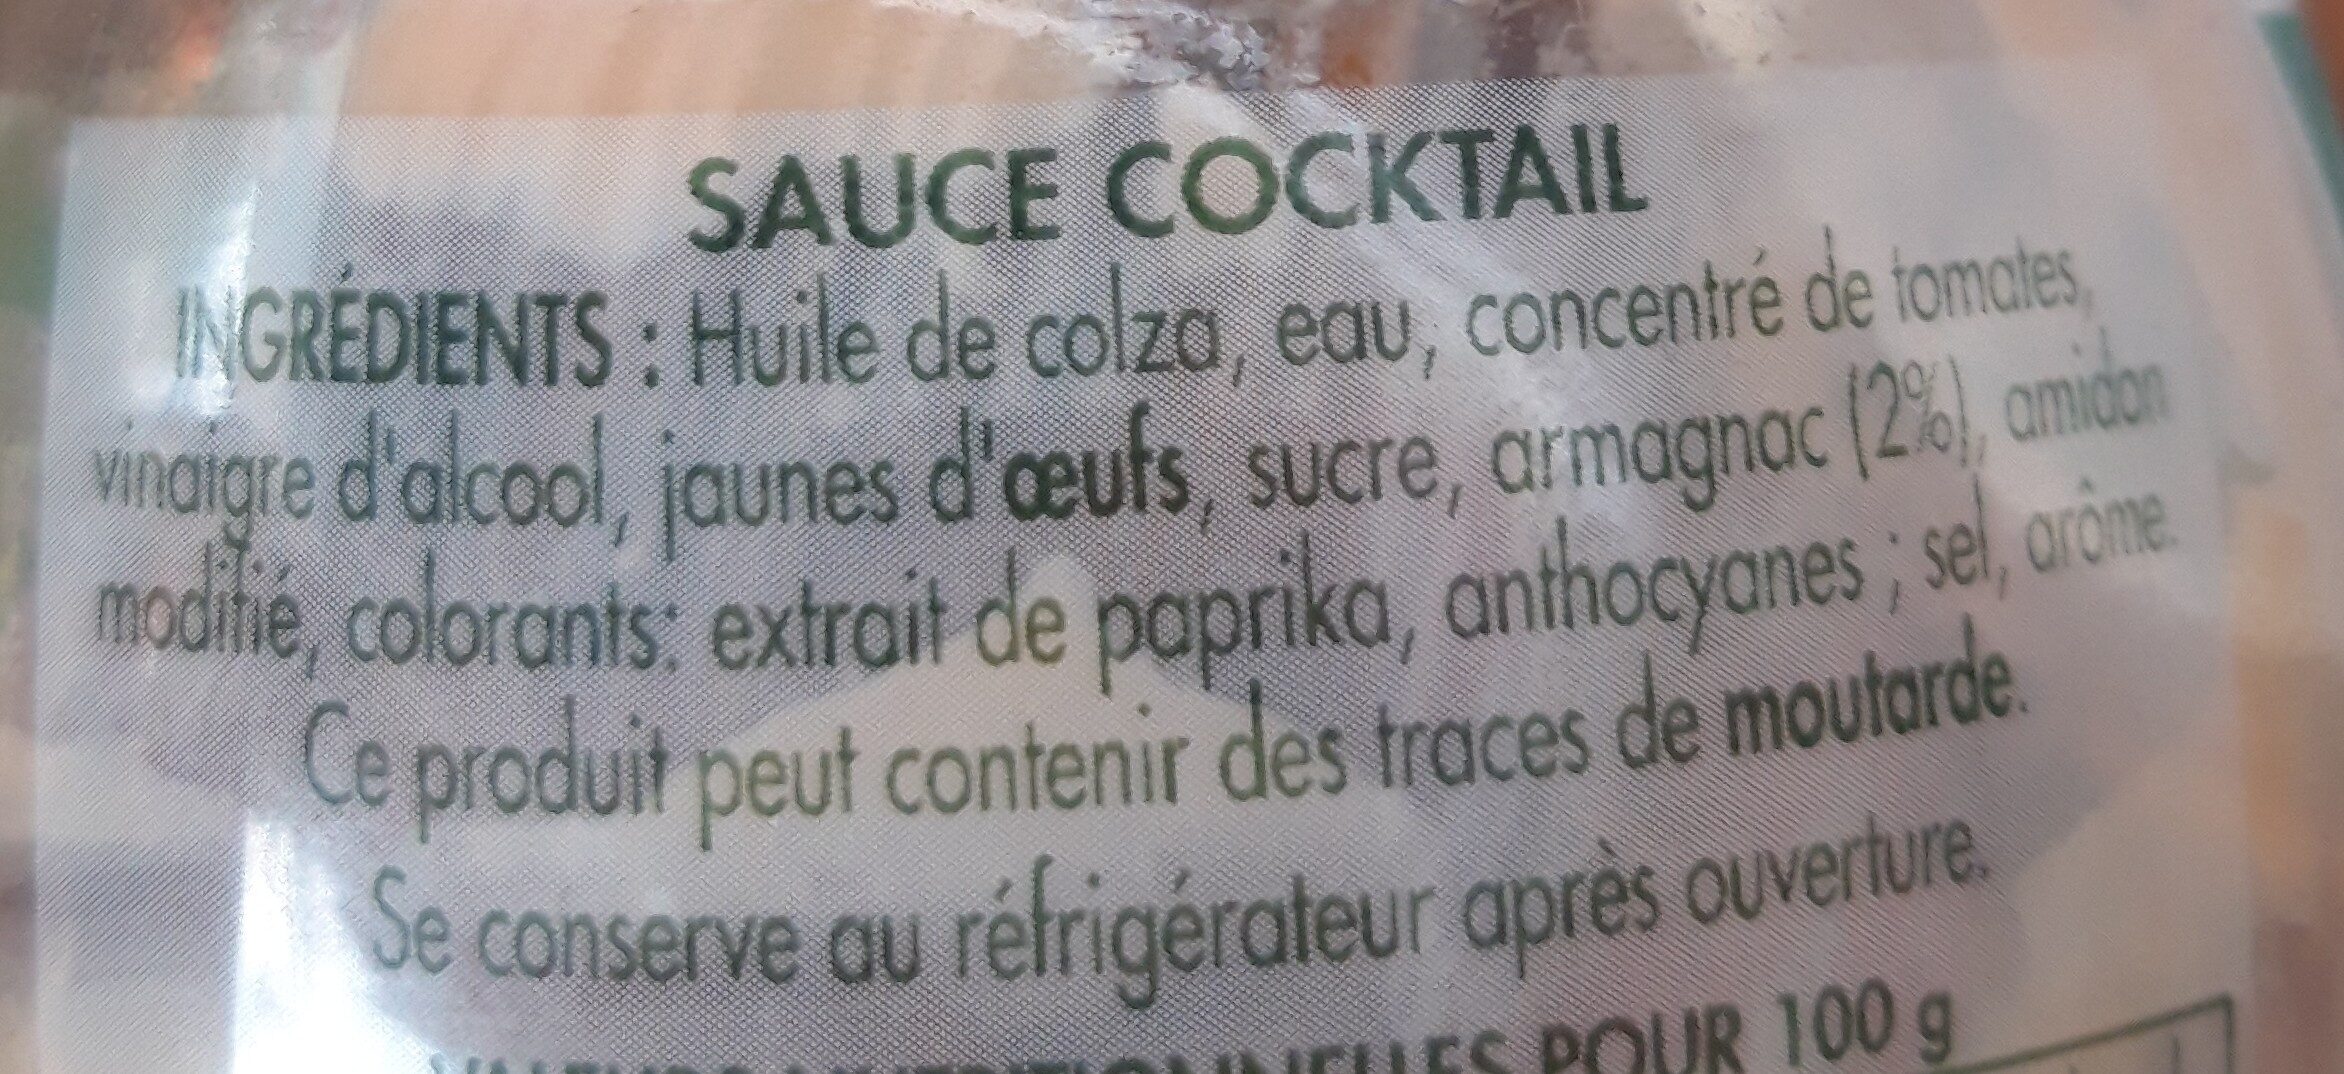 SAUCE COCKTAIL
INGRÉDIENTS : Huile de colza, eau, concentré de tomates,
vinaigre d'alcool, jaunes d'œufs, sucre, armagnac (2%), amidon
modifié, colorants: extrait de paprika, anthocyanes ; sel, arôme.
Ce produit peut contenir des traces de moutarde.
Se conserve au réfrigérateur après ouverture.
POUR 100 g